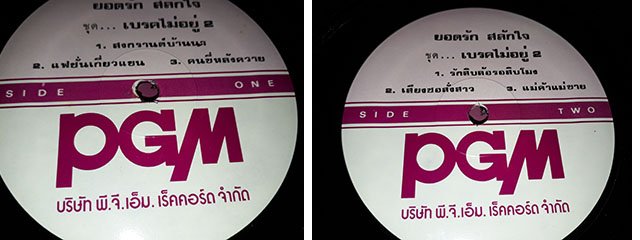 ยอดรัก สลักใจ
ชุด... เบรคไม่อยู่ 2
1. สงกรานต์บ้านนา
2. แฟชั่นเกี่ยวแขน 3. คนขี่หลังควาย
SIDE ONE
PGM
บริษัท พี.จี.เอ็ม. เร็คคอร์ด จำกัด
ยอดรัก สลักใจ
ชุด... เบรคไม่อยู่ 2
1. รักสิบล้อรอสิบโมง
2. เสียงซอสั่งสาว 3. แม่ค้าแม่ขาย
SIDE TWO
PGM
บริษัท พี.จี.เอ็ม. เร็คคอร์ด จำกัด